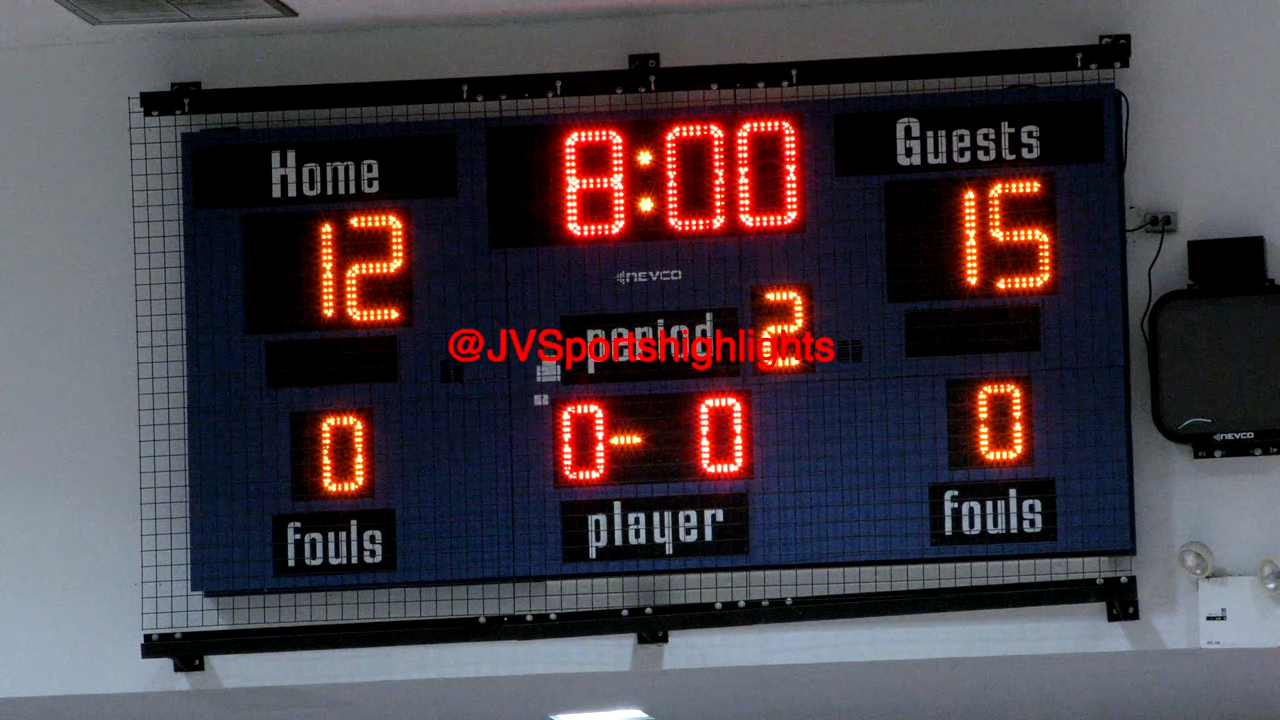 Home
8:00
Guests
12
15
NEVCO
period 2
@JVSportshighlights
0
0-0
0
NEVCO
fouls
player
fouls